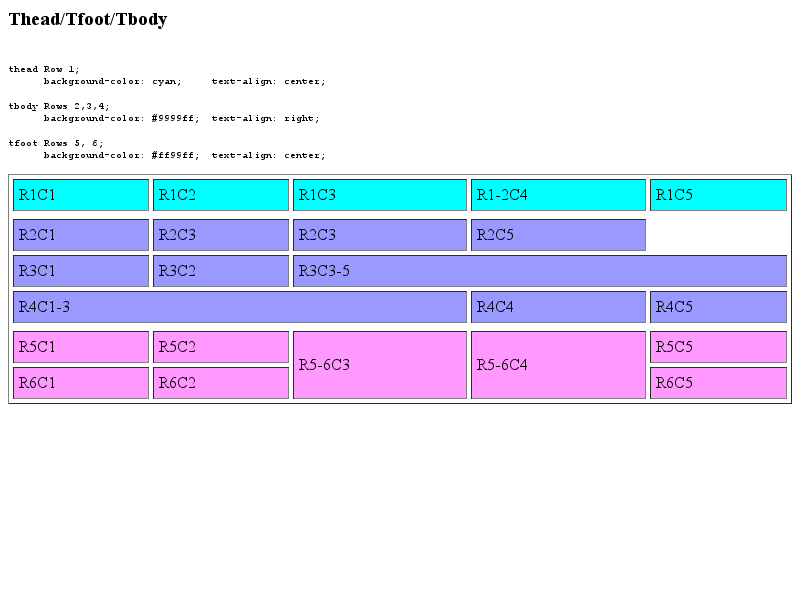 Thead/Tfoot/Tbody
thead Row 1;
background-color: cyan; text-align: center;
tbody Rows 2,3,4;
background-color: #9999ff; text-align: right;
tfoot Rows 5, 6;
background-color: #ff99ff; text-align: center;
R1C1 R1C2 R1C3 R1-2C4 R1C5
R2C1 R2C3 R2C3 R2C5
R3C1 R3C2 R3C3-5
R4C1-3 R4C4 R4C5
R5C1 R5C2 R5-6C3 R5-6C4 R5C5
R6C1 R6C2 R6C5